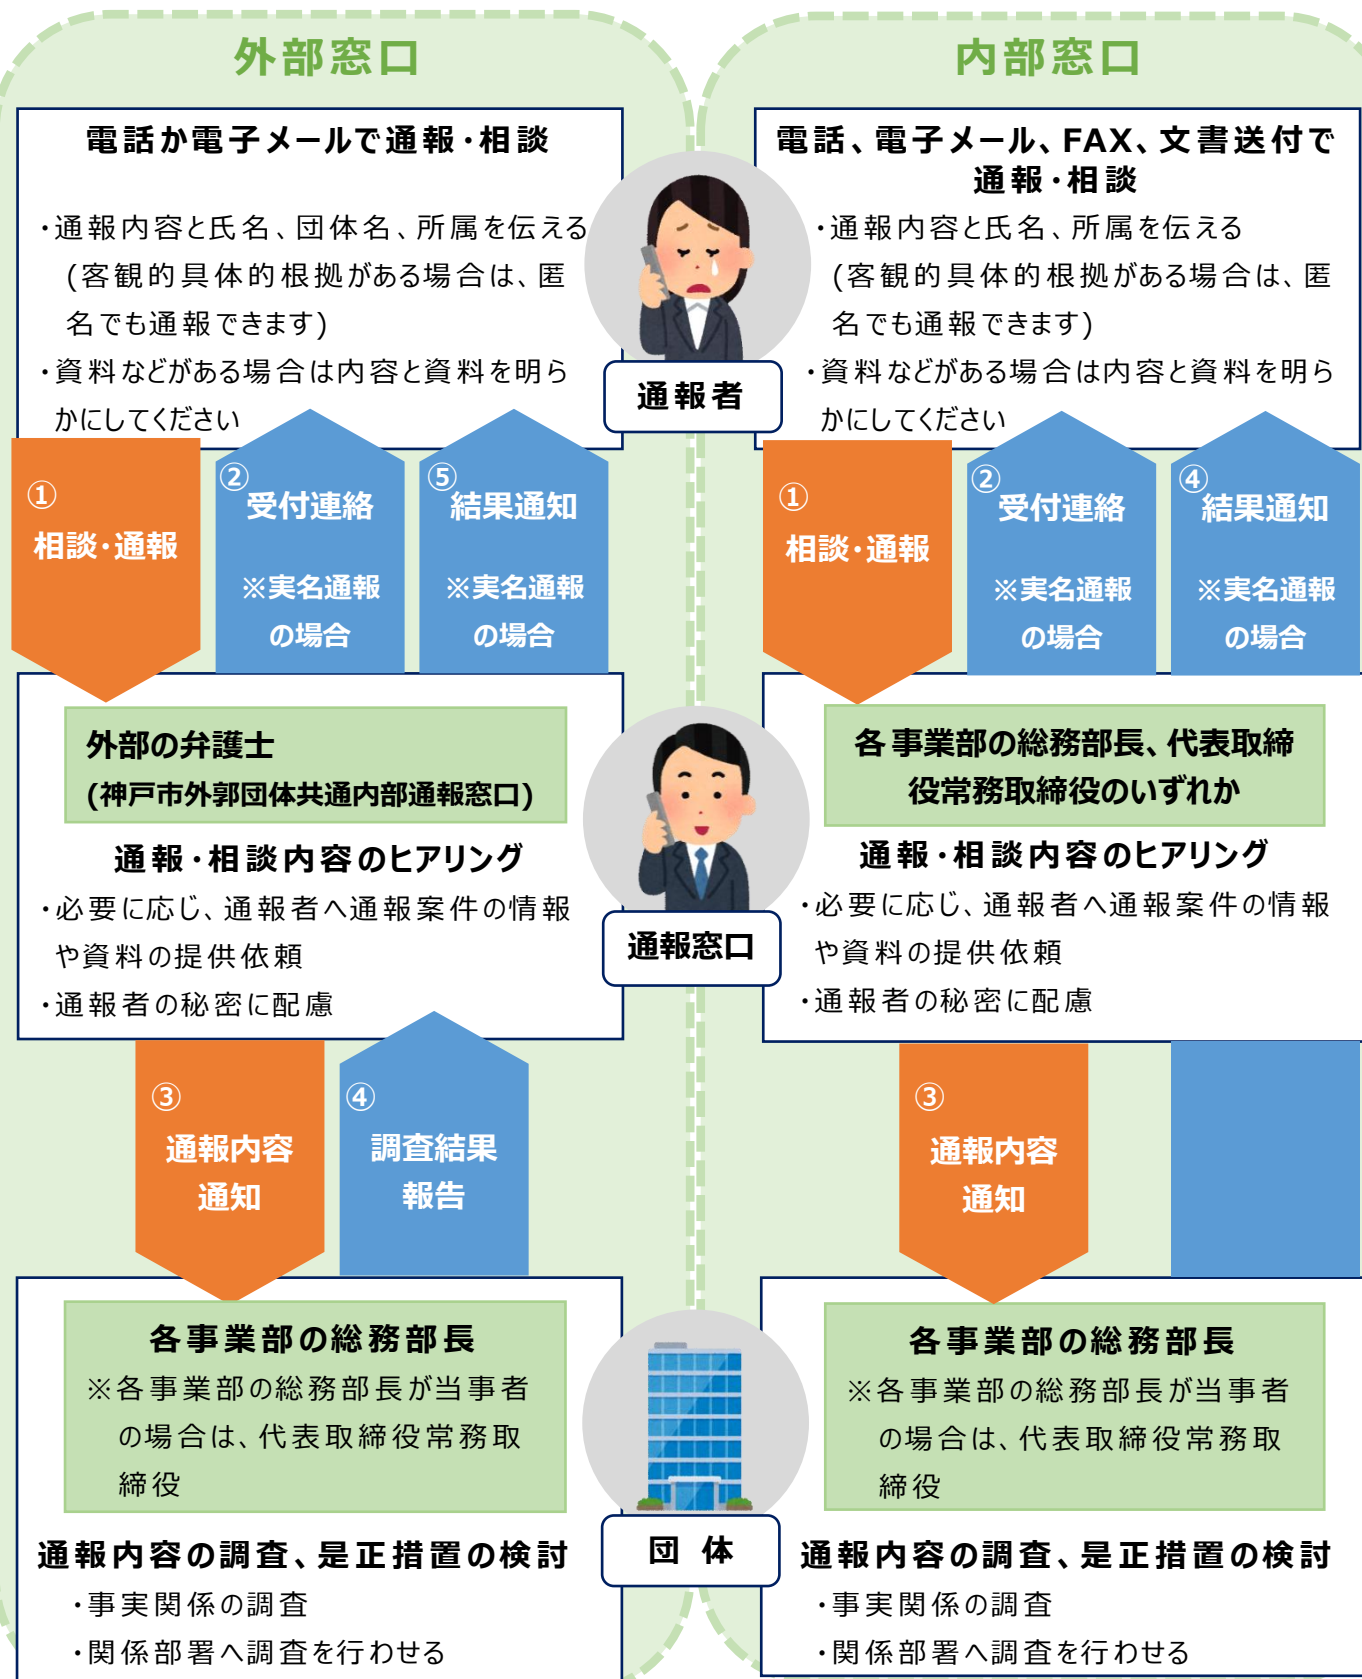 外部窓口
電話か電子メールで通報・相談
・通報内容と氏名、団体名、所属を伝える
(客観的具体的根拠がある場合は、匿
名でも通報できます)
・資料などがある場合は内容と資料を明ら
かにしてください
①
相談・通報
②
受付連絡
※実名通報
の場合
⑤
結果通知
※実名通報
の場合
外部の弁護士
(神戸市外郭団体共通内部通報窓口)
通報・相談内容のヒアリング
・必要に応じ、通報者へ通報案件の情報
や資料の提供依頼
・通報者の秘密に配慮
③
通報内容
通知
④
調査結果
報告
各事業部の総務部長
※各事業部の総務部長が当事者
の場合は、代表取締役常務取
締役
通報内容の調査、是正措置の検討
・事実関係の調査
・関係部署へ調査を行わせる
通報者
通報窓口
団 体
内部窓口
電話、電子メール、FAX、文書送付で
通報・相談
・通報内容と氏名、所属を伝える
(客観的具体的根拠がある場合は、匿
名でも通報できます)
・資料などがある場合は内容と資料を明ら
かにしてください
①
相談・通報
②
受付連絡
※実名通報
の場合
④
結果通知
※実名通報
の場合
各事業部の総務部長、代表取締
役常務取締役のいずれか
通報・相談内容のヒアリング
・必要に応じ、通報者へ通報案件の情報
や資料の提供依頼
・通報者の秘密に配慮
③
通報内容
通知
各事業部の総務部長
※各事業部の総務部長が当事者
の場合は、代表取締役常務取
締役
通報内容の調査、是正措置の検討
・事実関係の調査
・関係部署へ調査を行わせる